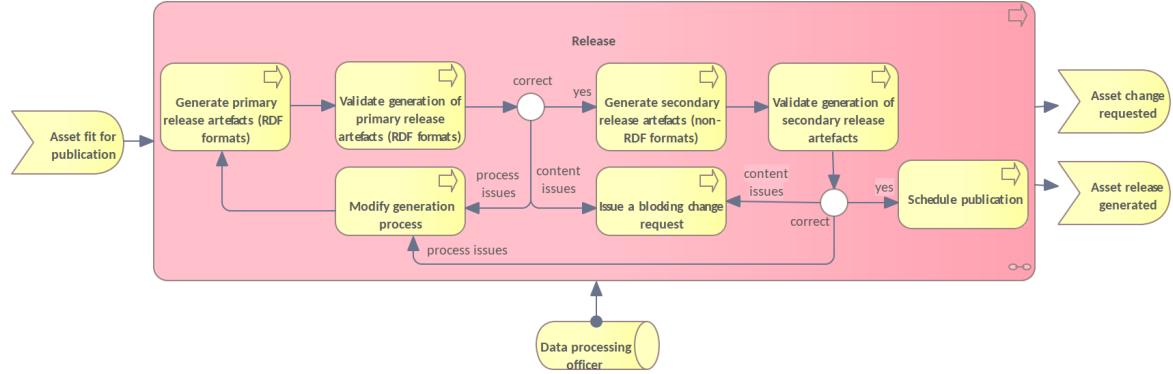 Release
Asset fit for
publication
Generate primary
release artefacts (RDF
formats)
Validate generation of
primary release
artefacts (RDF formats)
correct
yes
Generate secondary
release artefacts (non-
RDF formats)
Validate generation of
secondary release
artefacts
Asset change
requested
process
issues
content
issues
content
issues
yes
correct
Modify generation
process
Issue a blocking change
request
Schedule publication
Asset release
generated
process issues
Data processing
officer